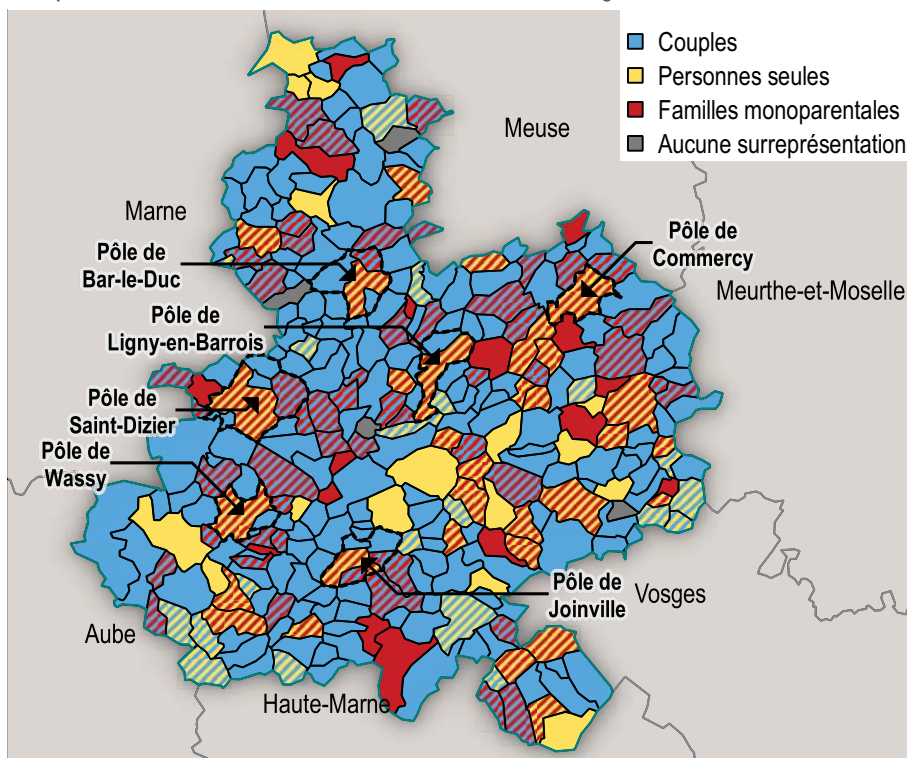 Couples
Personnes seules
Familles monoparentales
Aucune surreprésentation
Meuse
Marne
Pôle de
Bar-le-Duc
Pôle de
Commercy
Meurthe-et-Moselle
Pôle de
Ligny-en-Barrois
Pôle de
Saint-Dizier
Pôle de
Wassy
Pôle de
Joinville
Vosges
Aube
Haute-Marne